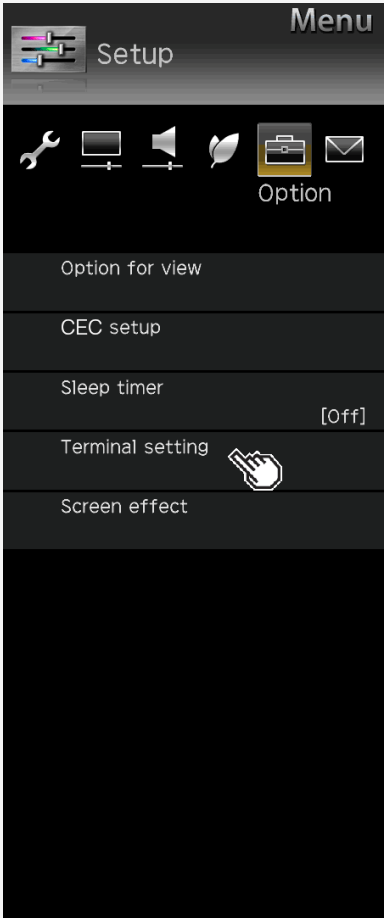 Menu
Setup
Option
Option for view
CEC setup
Sleep timer
[Off]
Terminal setting
Screen effect